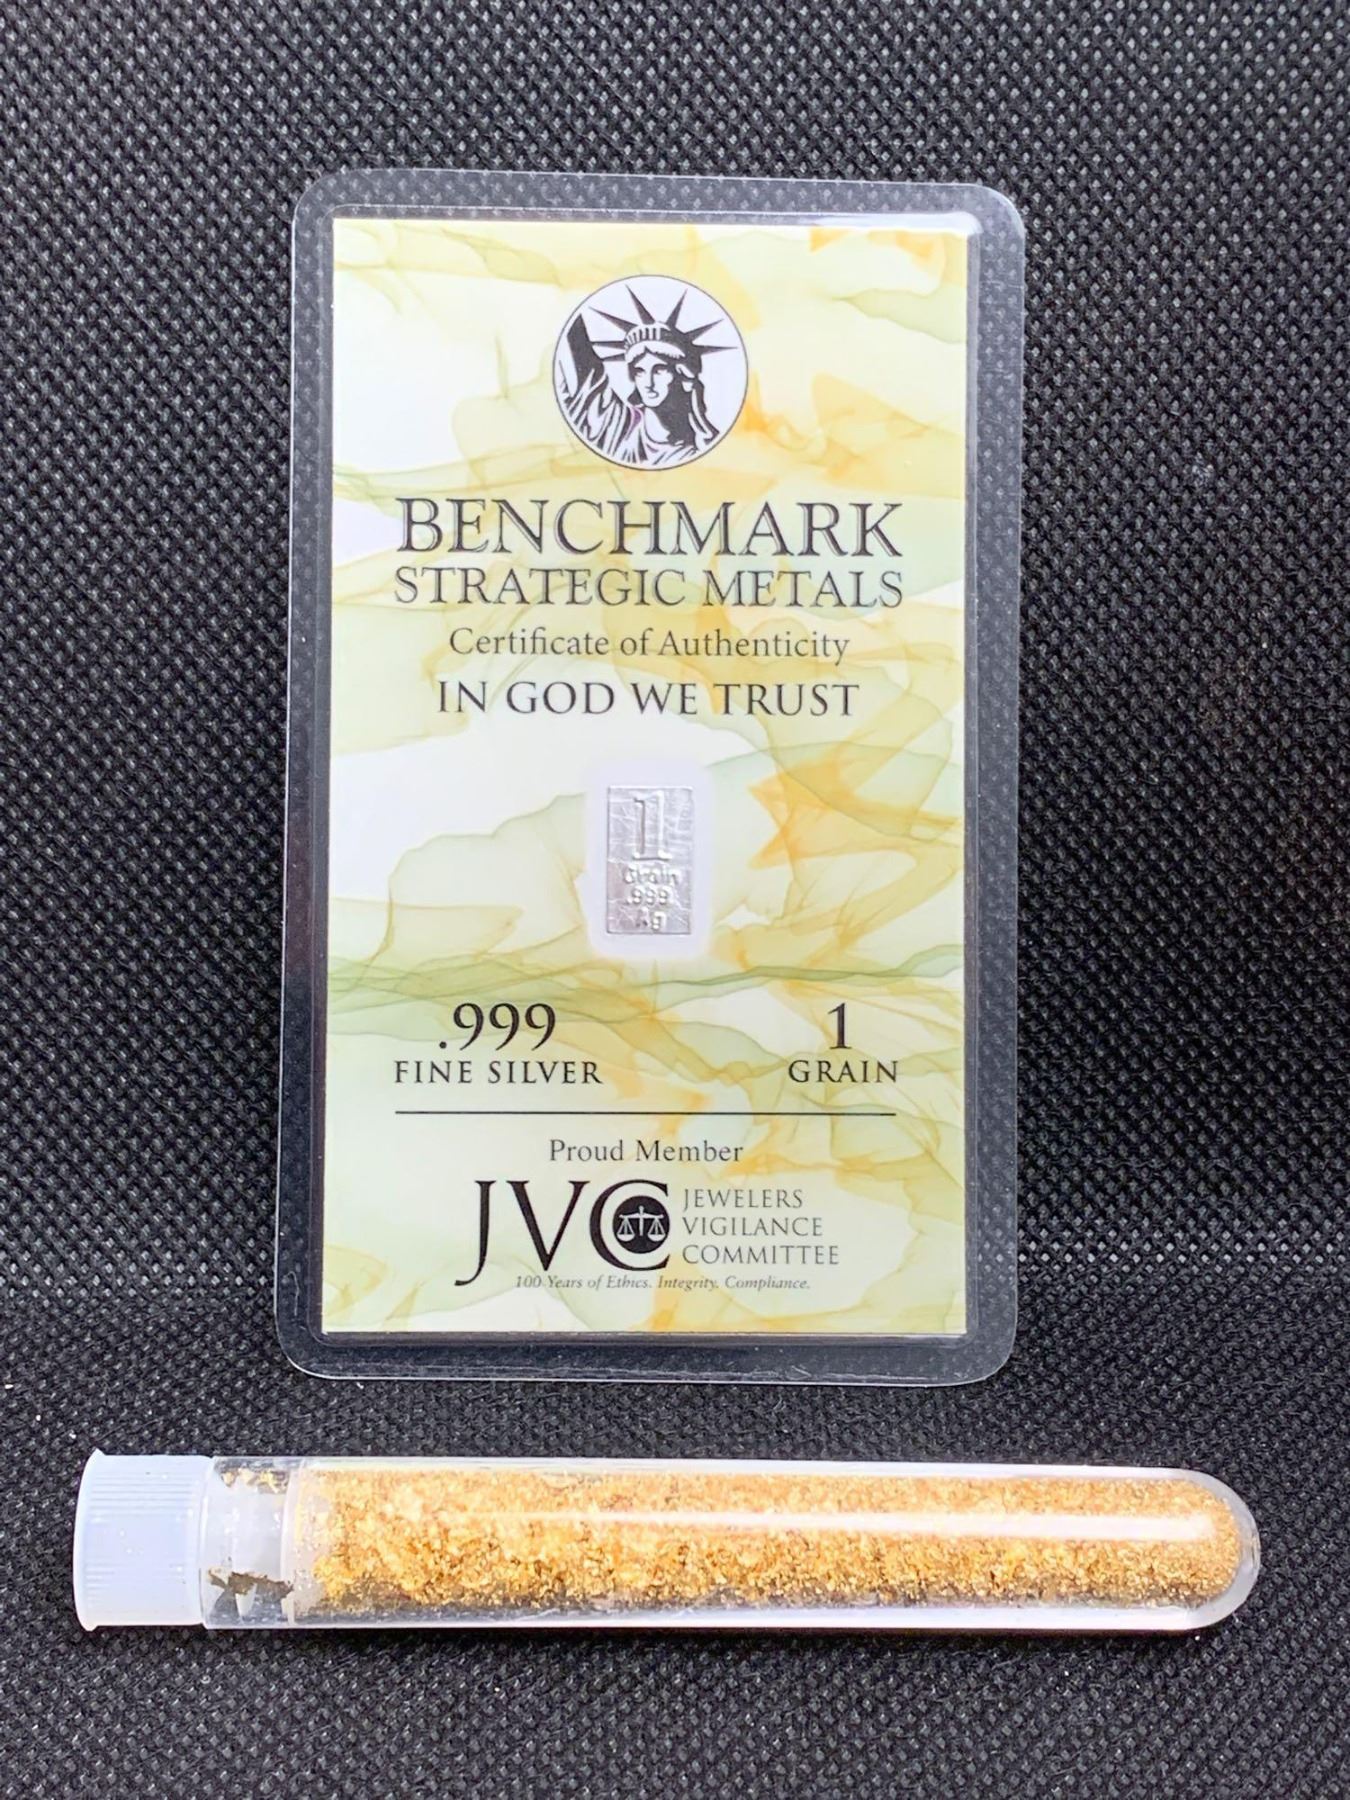 BENCHMARK
STRATEGIC METALS
Certificate of Authenticity
IN GOD WE TRUST
1
Grain
.999
Ag
.999
FINE SILVER
1
GRAIN
Proud Member
JVC
JEWELERS
VIGILANCE
COMMITTEE
100 Years of Ethics. Integrity. Compliance.